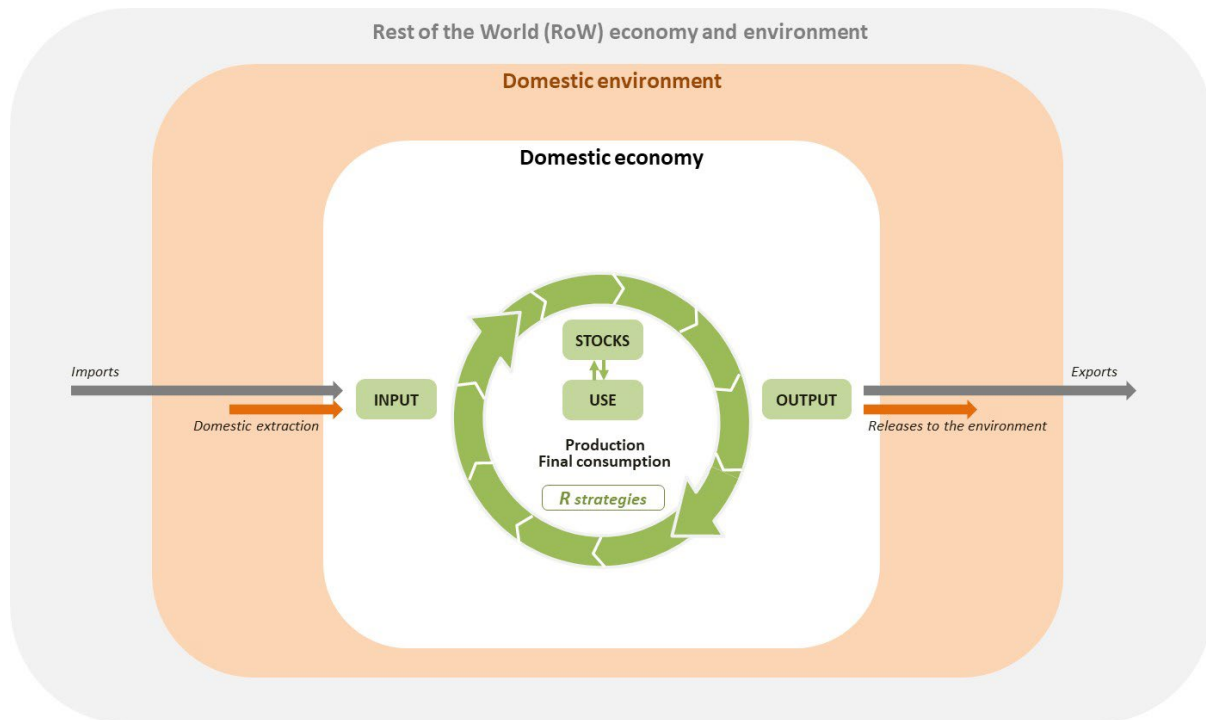 Rest of the World (RoW) economy and environment
Domestic environment
Domestic economy
STOCKS
Imports
Exports
INPUT
USE
OUTPUT
Domestic extraction
Releases to the environment
Production
Final consumption
R strategies